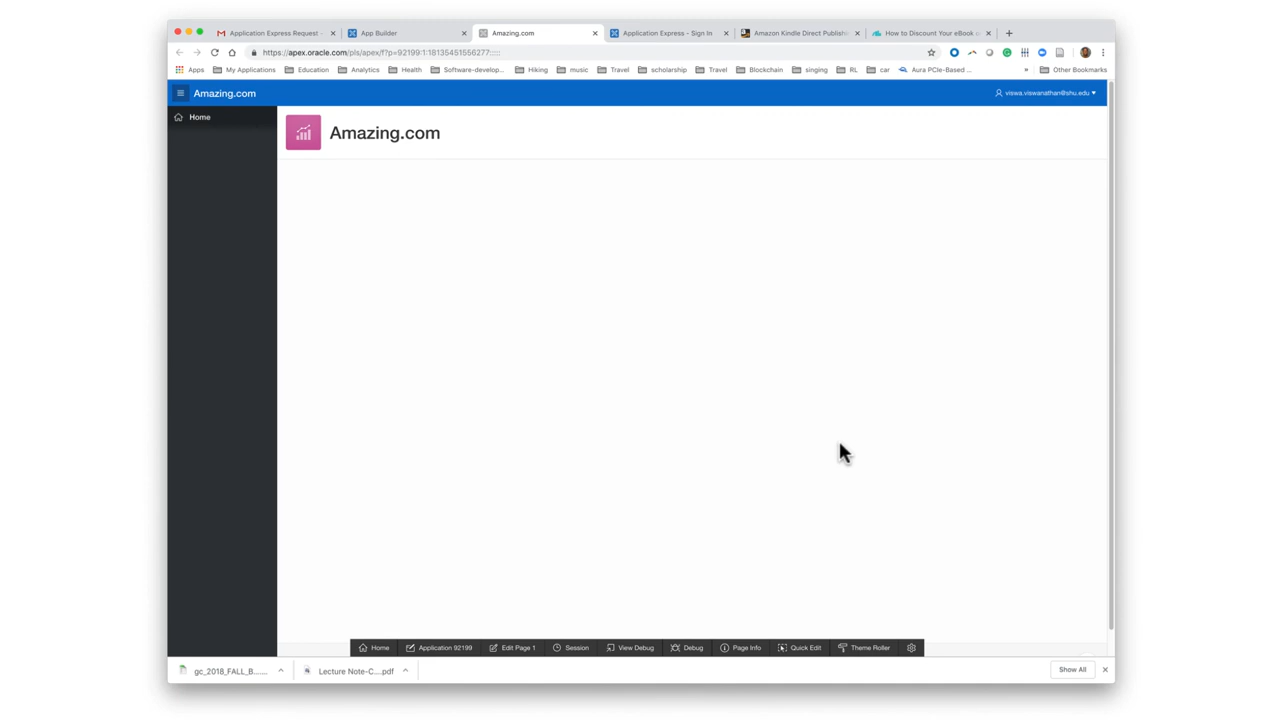 Application Express Request -
App Builder
Amazing.com
Application Express - Sign In
Amazon Kindle Direct Publish
How to Discount Your eBook o
https://apex.oracle.com/pls/apex/f?p=92199:1:18135451556277:::::
Apps
My Applications
Education
Analytics
Health
Software-develop...
Hiking
music
Travel
scholarship
Travel
Blockchain
singing
RL
car
Aura PCIe-Based ...
»
Other Bookmarks
Amazing.com
viswa.viswanathan@shu.edu
Home
Amazing.com
Home
Application 92199
Edit Page 1
Session
View Debug
Debug
Page Info
Quick Edit
Theme Roller
gc_2018_FALL_B......
Lecture Note-C....pdf
Show All